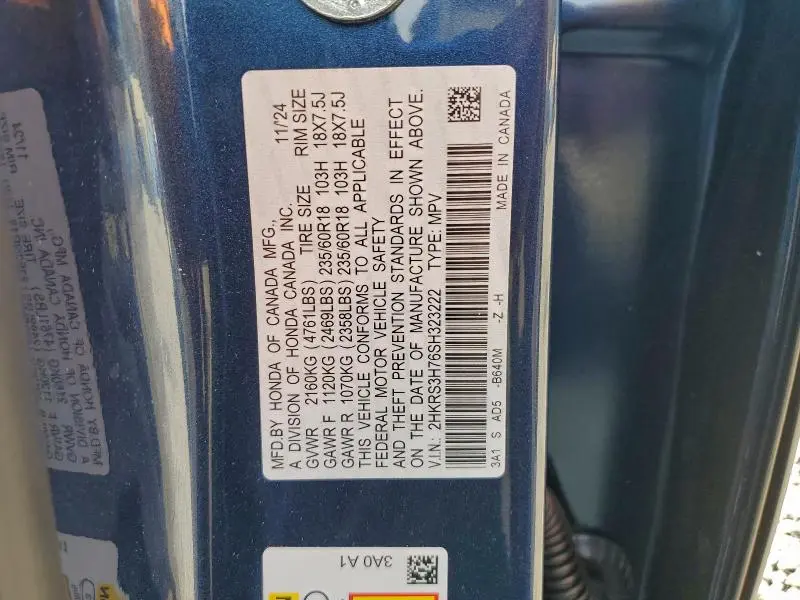 MFD.BY HONDA OF CANADA MFG., 11/24
A DIVISION OF HONDA CANADA INC.
GVWR 2160KG (4761LBS) TIRE SIZE RIM SIZE
GAWR F 1120KG (2469LBS) 235/60R18 103H 18X7.5J
GAWR R 1070KG (2358LBS) 235/60R18 103H 18X7.5J
THIS VEHICLE CONFORMS TO ALL APPLICABLE
FEDERAL MOTOR VEHICLE SAFETY
AND THEFT PREVENTION STANDARDS IN EFFECT
ON THE DATE OF MANUFACTURE SHOWN ABOVE.
V.I.N.: 2HKRS3H76SH323222 TYPE: MPV
3A1 S AD5 -B640M -Z -H MADE IN CANADA
3A0 A1